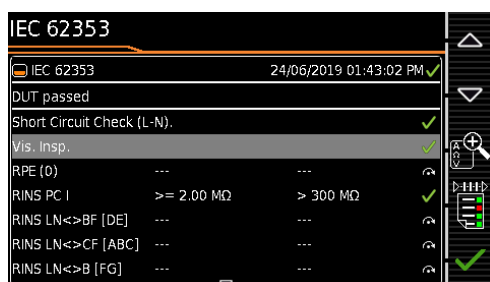 IEC 62353
IEC 62353 24/06/2019 01:43:02 PM
DUT passed
Short Circuit Check (L-N).
Vis. Insp.
RPE (0) --- ---
RINS PC I >= 2.00 MΩ > 300 MΩ
RINS LN<>BF [DE] --- ---
RINS LN<>CF [ABC] --- ---
RINS LN<>B [FG] --- ---